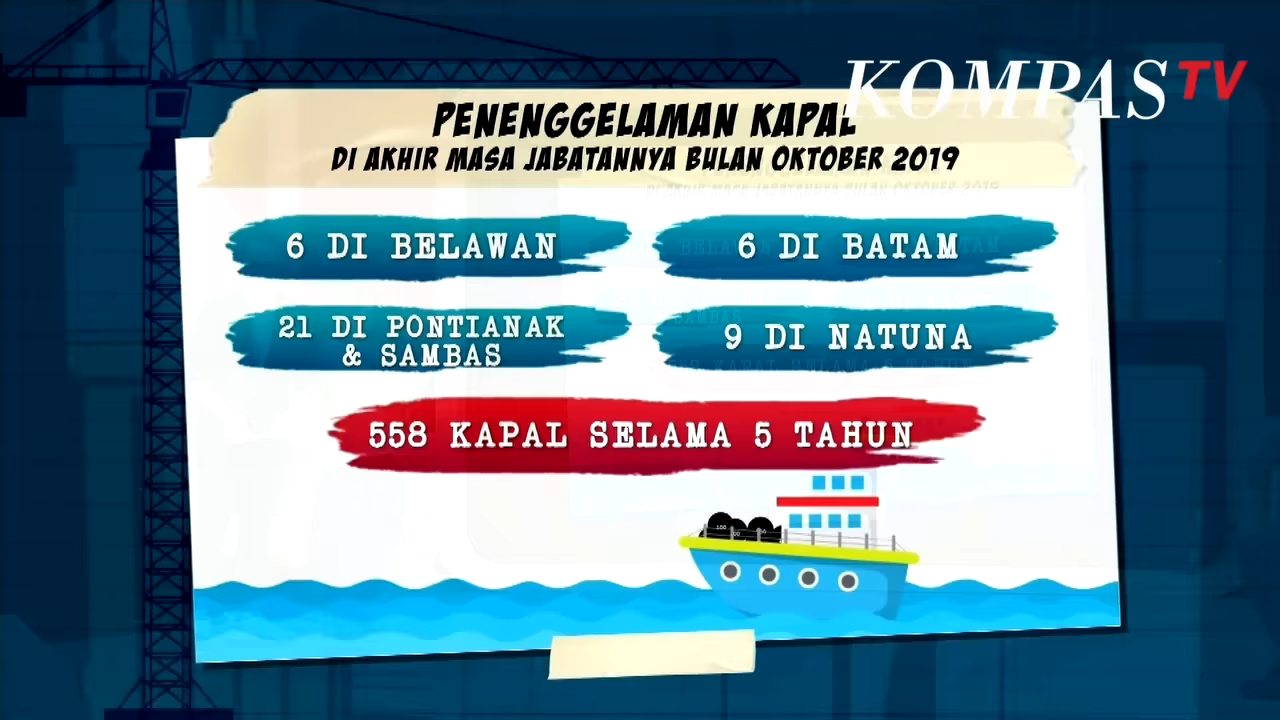 KOMPAS TV
PENENGGELAMAN KAPAL
DI AKHIR MASA JABATANNYA BULAN OKTOBER 2019
6 DI BELAWAN
6 DI BATAM
21 DI PONTIANAK
& SAMBAS
9 DI NATUNA
558 KAPAL SELAMA 5 TAHUN